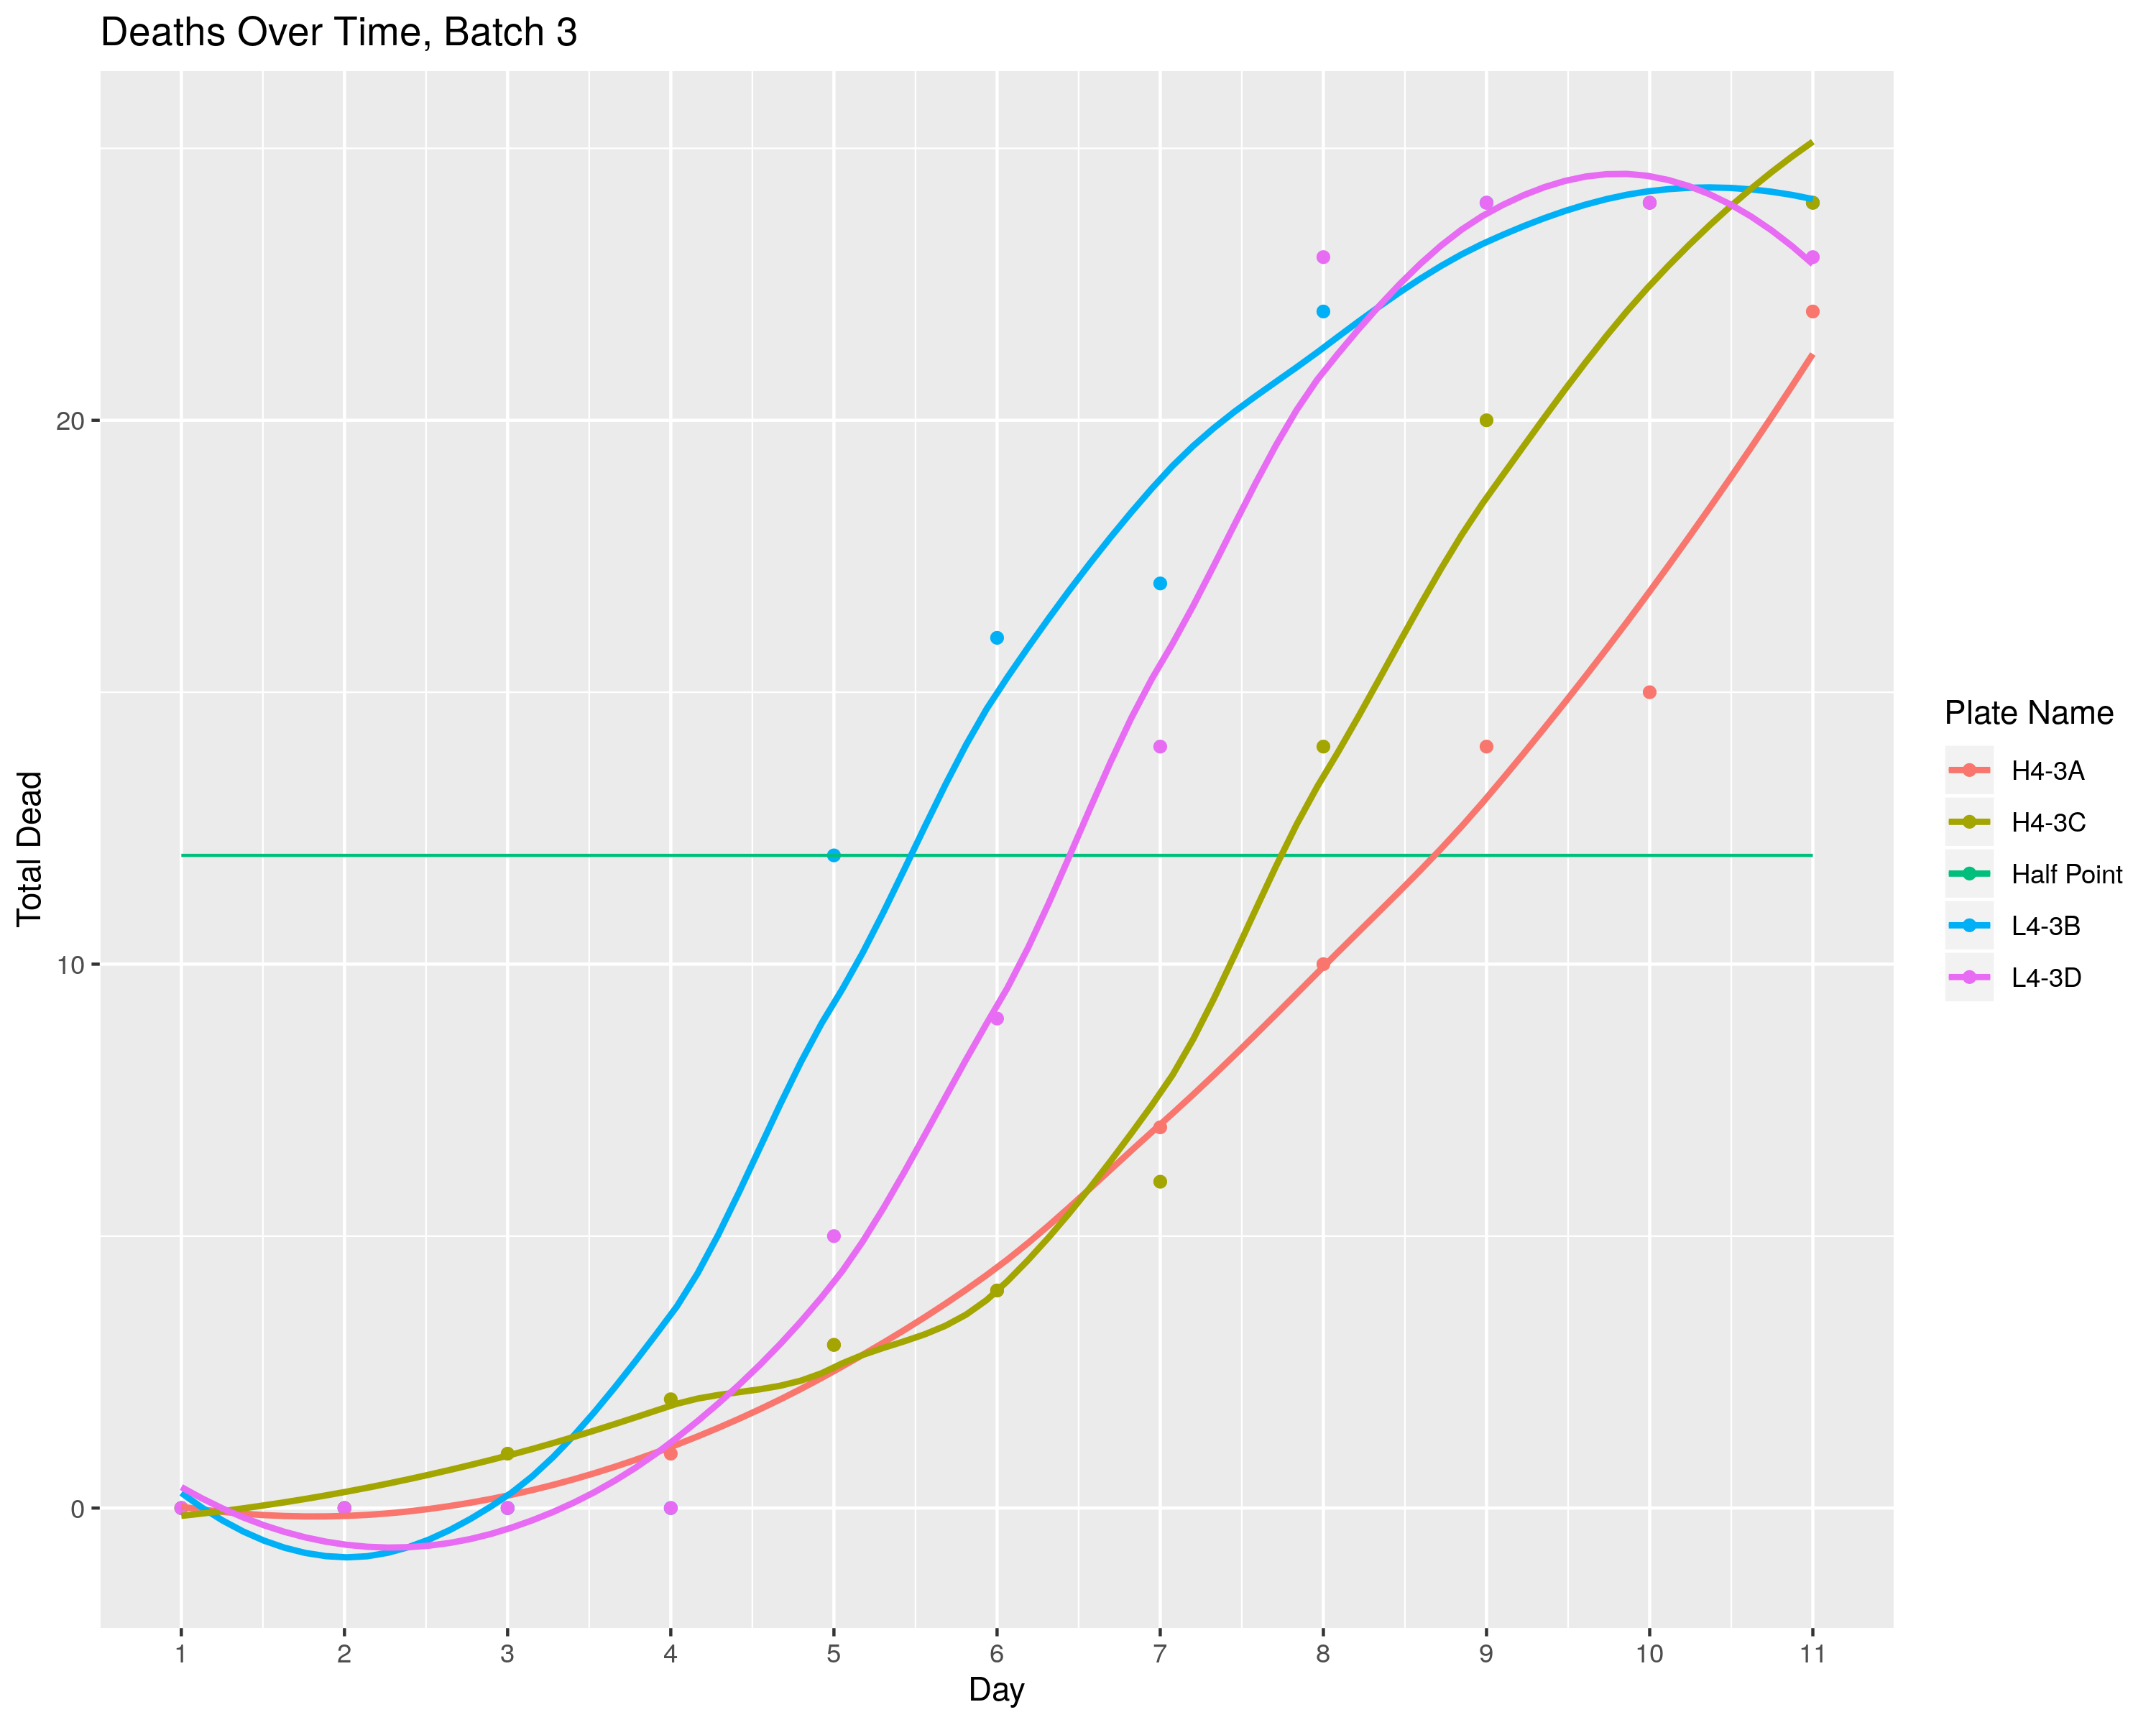 Deaths Over Time, Batch 3
Total Dead
20
10
0
1 2 3 4 5 6 7 8 9 10 11
Day
Plate Name
H4-3A
H4-3C
Half Point
L4-3B
L4-3D